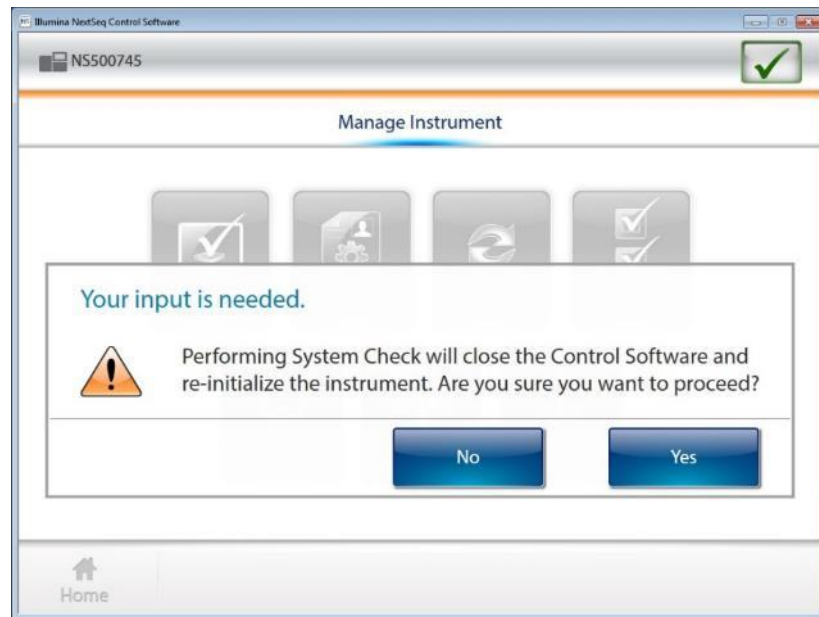 Illumina NextSeq Control Software
NS500745
Manage Instrument
Your input is needed.
Performing System Check will close the Control Software and
re-initialize the instrument. Are you sure you want to proceed?
No
Yes
Home